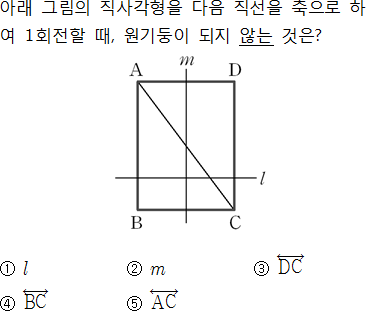 아래 그림의 직사각형을 다음 직선을 축으로 하
여 1회전할 때, 원기둥이 되지 않는 것은?
m
A D
l
B C
① l ② m ③ DC
④ BC ⑤ AC